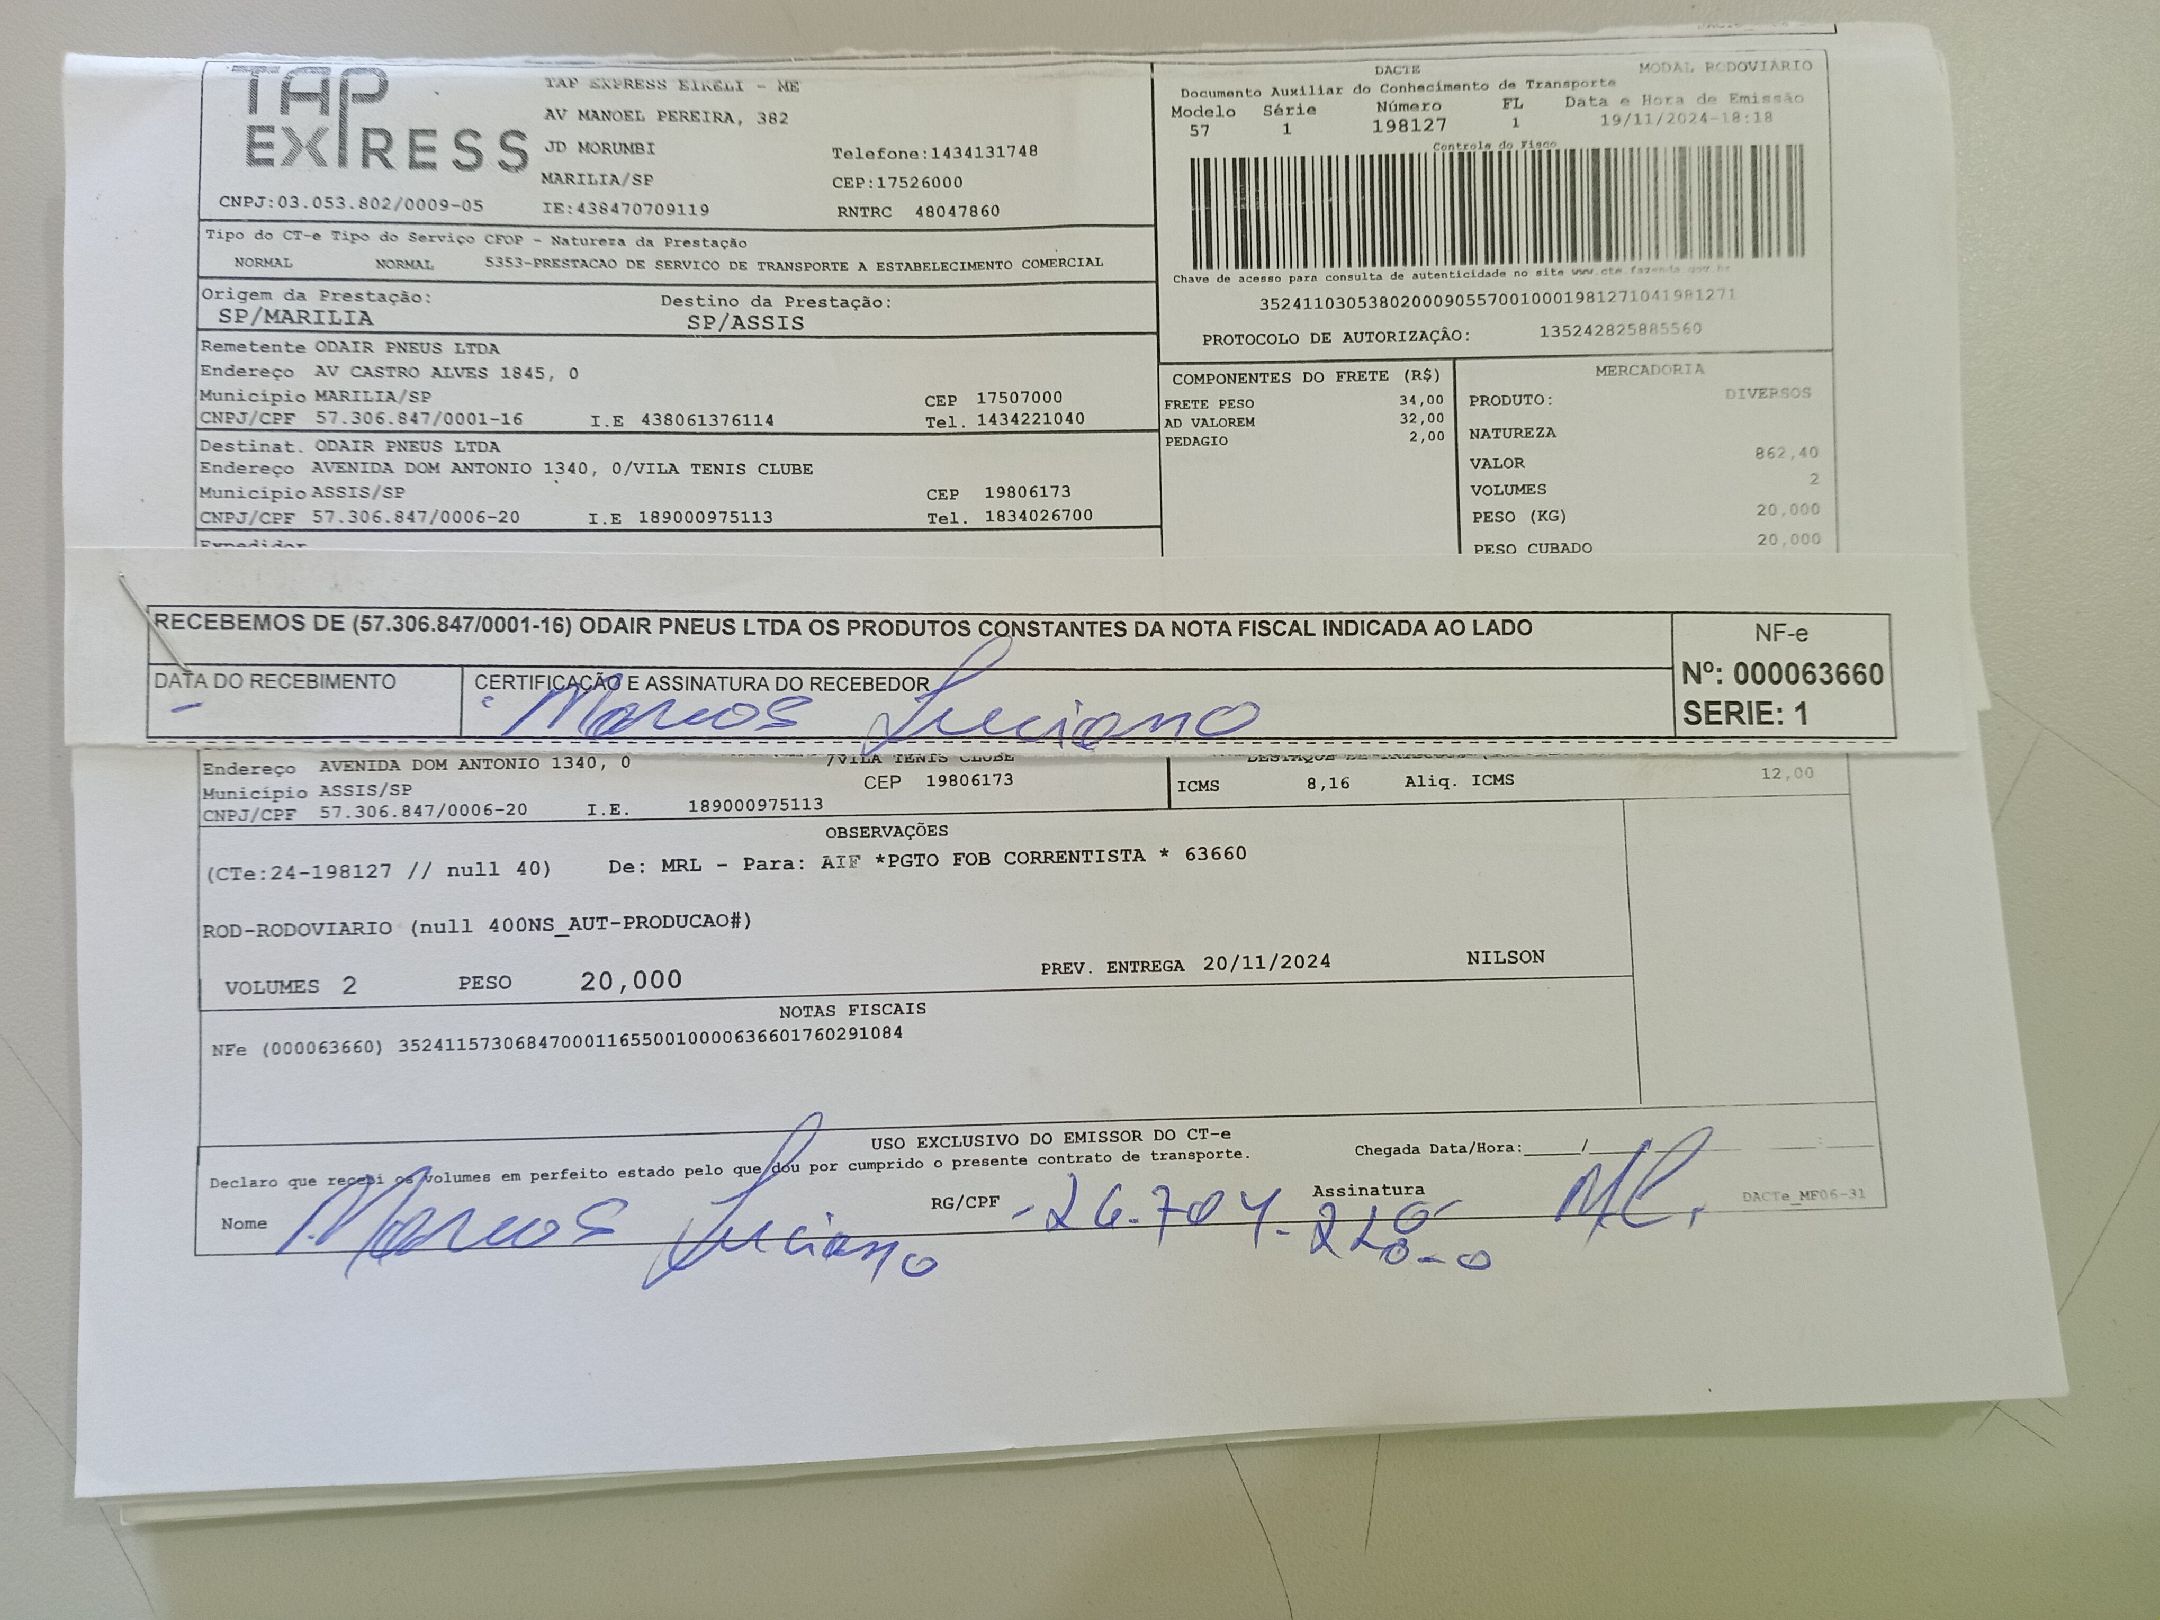 TAP
EXPRESS
TAP EXPRESS EIRELI - ME
AV MANOEL PEREIRA, 382
JD MORUMBI
Telefone:1434131748
MARILIA/SP
CEP:17526000
CNPJ:03.053.802/0009-05
IE:438470709119
RNTRC 48047860
DACTE
MODAL RODOVIÁRIO
Documento Auxiliar do Conhecimento de Transporte
Modelo Série Número FL Data e Hora de Emissão
57 1 198127 1 19/11/2024-18:18
Controle do Fisco
Chave de acesso para consulta de autenticidade no site www.cte.fazenda.gov.br
35241103053802000905570010001981271041981271
PROTOCOLO DE AUTORIZAÇÂO: 135242825885560
Tipo do CT-e Tipo do Serviço CFOP - Natureza da Prestação
NORMAL NORMAL 5353-PRESTACAO DE SERVICO DE TRANSPORTE A ESTABELECIMENTO COMERCIAL
Origem da Prestação: Destino da Prestação:
SP/MARILIA SP/ASSIS
Remetente ODAIR PNEUS LTDA
Endereço AV CASTRO ALVES 1845, 0
Município MARILIA/SP CEP 17507000
CNPJ/CPF 57.306.847/0001-16 I.E 438061376114 Tel. 1434221040
Destinat. ODAIR PNEUS LTDA
Endereço AVENIDA DOM ANTONIO 1340, 0/VILA TENIS CLUBE
Município ASSIS/SP CEP 19806173
CNPJ/CPF 57.306.847/0006-20 I.E 189000975113 Tel. 1834026700
Expedidor
COMPONENTES DO FRETE (R$)
FRETE PESO 34,00
AD VALOREM 32,00
PEDAGIO 2,00
MERCADORIA
PRODUTO: DIVERSOS
NATUREZA
VALOR 862,40
VOLUMES 2
PESO (KG) 20,000
PESO CUBADO 20,000
RECEBEMOS DE (57.306.847/0001-16) ODAIR PNEUS LTDA OS PRODUTOS CONSTANTES DA NOTA FISCAL INDICADA AO LADO
NF-e
Nº: 000063660
SERIE: 1
DATA DO RECEBIMENTO
CERTIFICAÇÃO E ASSINATURA DO RECEBEDOR
Marcos Luciano
Endereço AVENIDA DOM ANTONIO 1340, 0 /VILA TENIS CLUBE
Município ASSIS/SP CEP 19806173
CNPJ/CPF 57.306.847/0006-20 I.E. 189000975113
ICMS 8,16 Aliq. ICMS 12,00
OBSERVAÇÕES
(CTe:24-198127 // null 40) De: MRL - Para: AIF *PGTO FOB CORRENTISTA * 63660
ROD-RODOVIARIO (null 400NS_AUT-PRODUCAO#)
VOLUMES 2 PESO 20,000 PREV. ENTREGA 20/11/2024 NILSON
NOTAS FISCAIS
NFe (000063660) 35241157306847000116550010000636601760291084
USO EXCLUSIVO DO EMISSOR DO CT-e
Declaro que recebi os volumes em perfeito estado pelo que dou por cumprido o presente contrato de transporte.
Chegada Data/Hora:____/
Nome Marcos Luciano
RG/CPF
Assinatura
DACTe_MF06-31